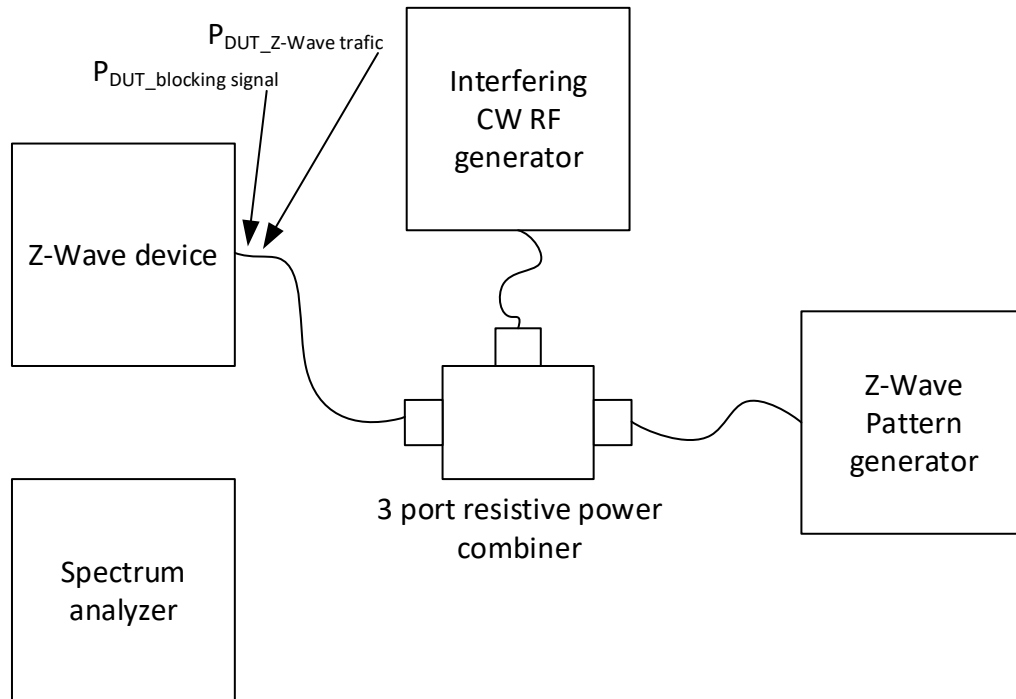 P_DUT_Z-Wave trafic
P_DUT_blocking signal
Interfering
CW RF
generator
Z-Wave device
Z-Wave
Pattern
generator
3 port resistive power
combiner
Spectrum
analyzer